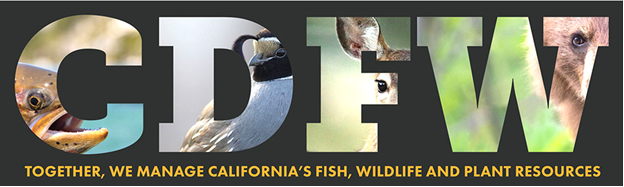 CDFW
TOGETHER, WE MANAGE CALIFORNIA'S FISH, WILDLIFE AND PLANT RESOURCES